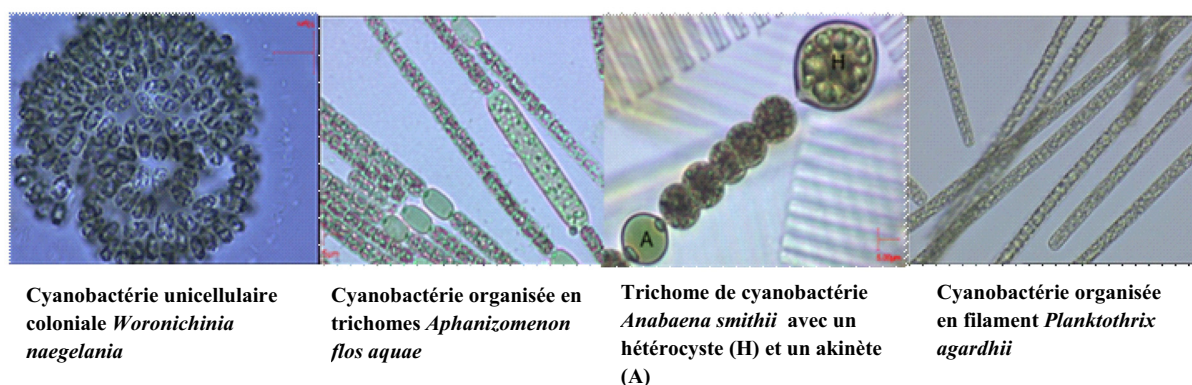 H
A
Cyanobactérie unicellulaire
coloniale Woronichinia
naegelania
Cyanobactérie organisée en
trichomes Aphanizomenon
flos aquae
Trichome de cyanobactérie
Anabaena smithii avec un
hétérocyste (H) et un akinète
(A)
Cyanobactérie organisée
en filament Planktothrix
agardhii